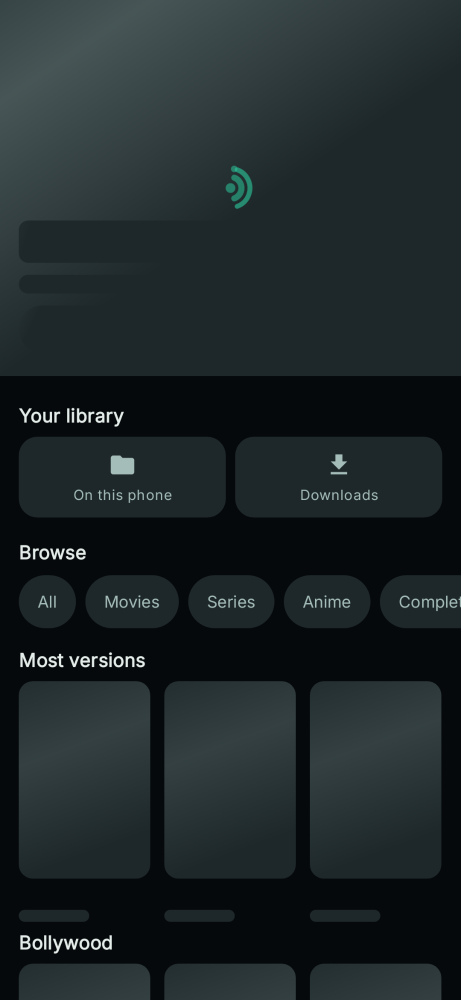 Your library
On this phone
Downloads
Browse
All
Movies
Series
Anime
Complet
Most versions
Bollywood